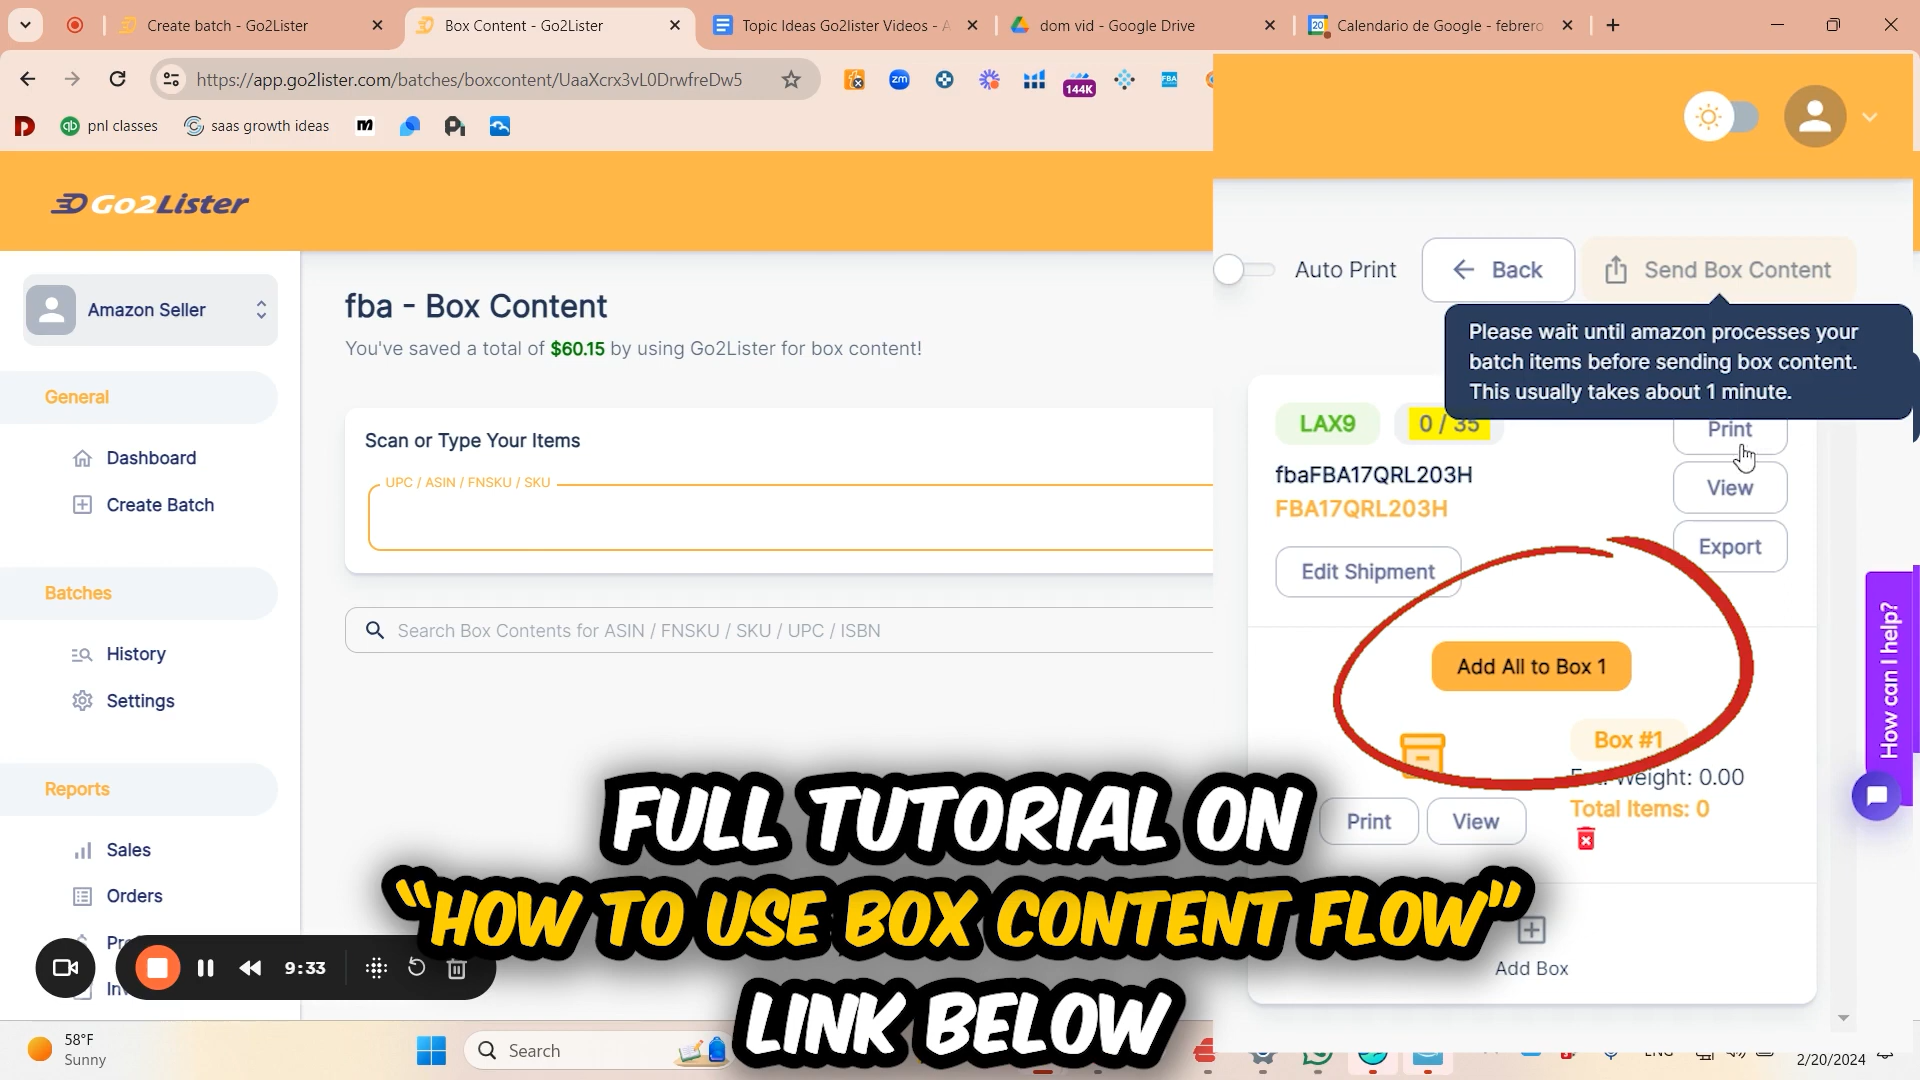 Create batch - Go2Lister
Box Content - Go2Lister
Topic Ideas Go2lister Videos - A
dom vid - Google Drive
Calendario de Google - febrero
20
https://app.go2lister.com/batches/boxcontent/UaaXcrx3vL0DrwfreDw5
zm
144K
FBA
D
qb
pnl classes
saas growth ideas
m
Go2Lister
Auto Print
Back
Send Box Content
Please wait until amazon processes your
batch items before sending box content.
This usually takes about 1 minute.
Amazon Seller
fba - Box Content
You've saved a total of $60.15 by using Go2Lister for box content!
General
Dashboard
Create Batch
Scan or Type Your Items
UPC / ASIN / FNSKU / SKU
LAX9
0 / 35
Print
fbaFBA17QRL203H
View
FBA17QRL203H
Export
Edit Shipment
Batches
History
Settings
Search Box Contents for ASIN / FNSKU / SKU / UPC / ISBN
Add All to Box 1
How can I help?
Box #1
Weight: 0.00
Total Items: 0
Print
View
Add Box
Reports
Sales
Orders
9:33
FULL TUTORIAL ON
"HOW TO USE BOX CONTENT FLOW"
LINK BELOW
58°F
Sunny
Search
ENG
2/20/2024